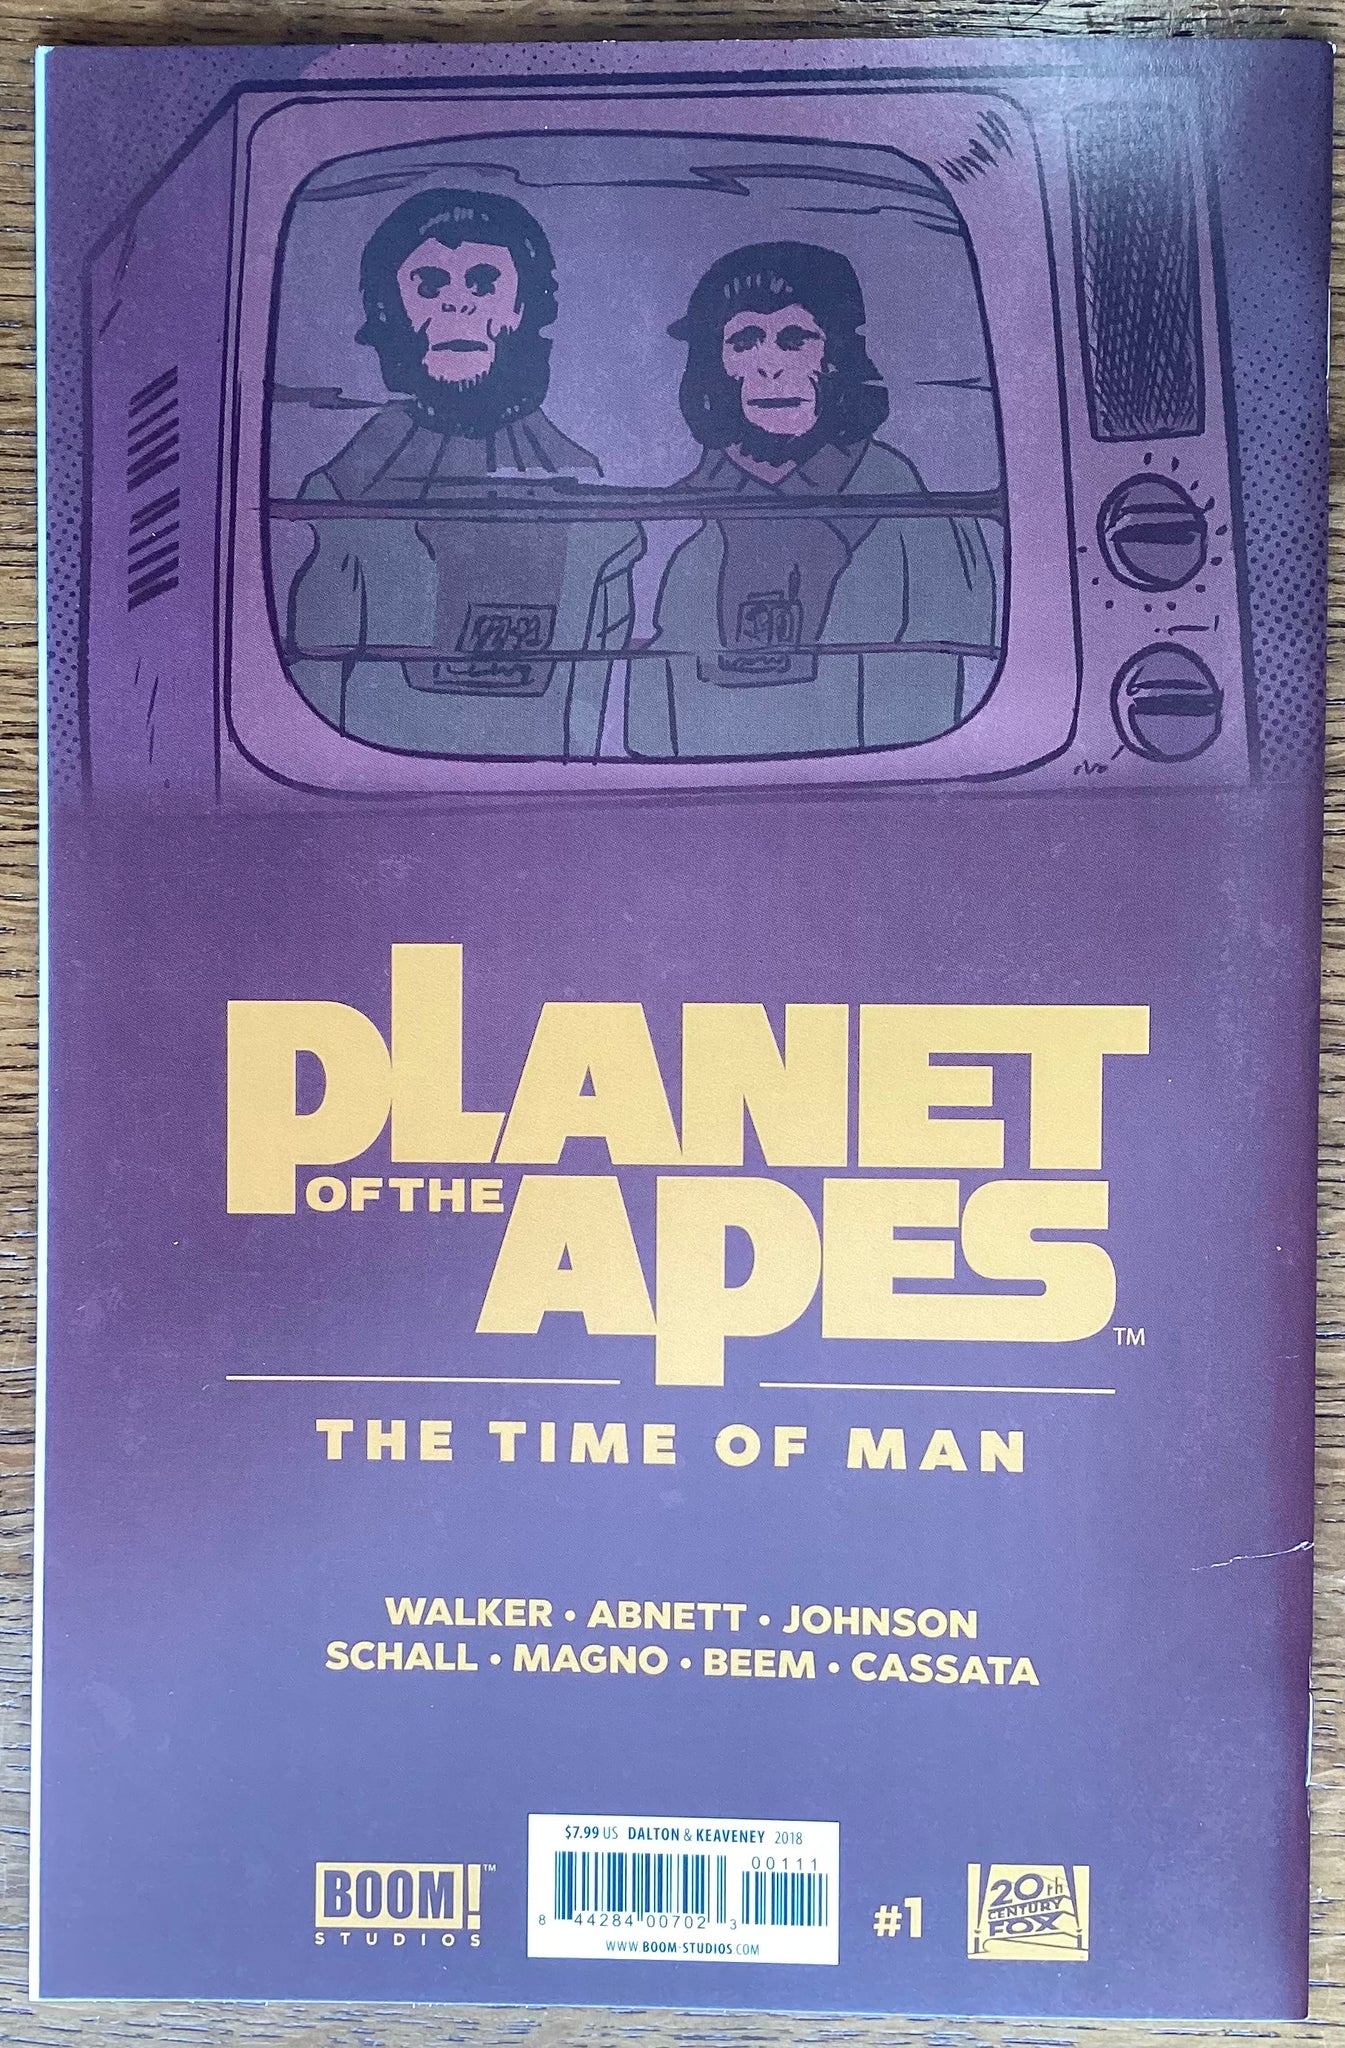 PLANET
OF THE
APES
TM
THE TIME OF MAN
WALKER • ABNETT • JOHNSON
SCHALL • MAGNO • BEEM • CASSATA
BOOM!™
STUDIOS
$7.99 US DALTON & KEAVENEY 2018
00111
8 44284 00702 3
WWW.BOOM-STUDIOS.COM
#1
20th
CENTURY
FOX